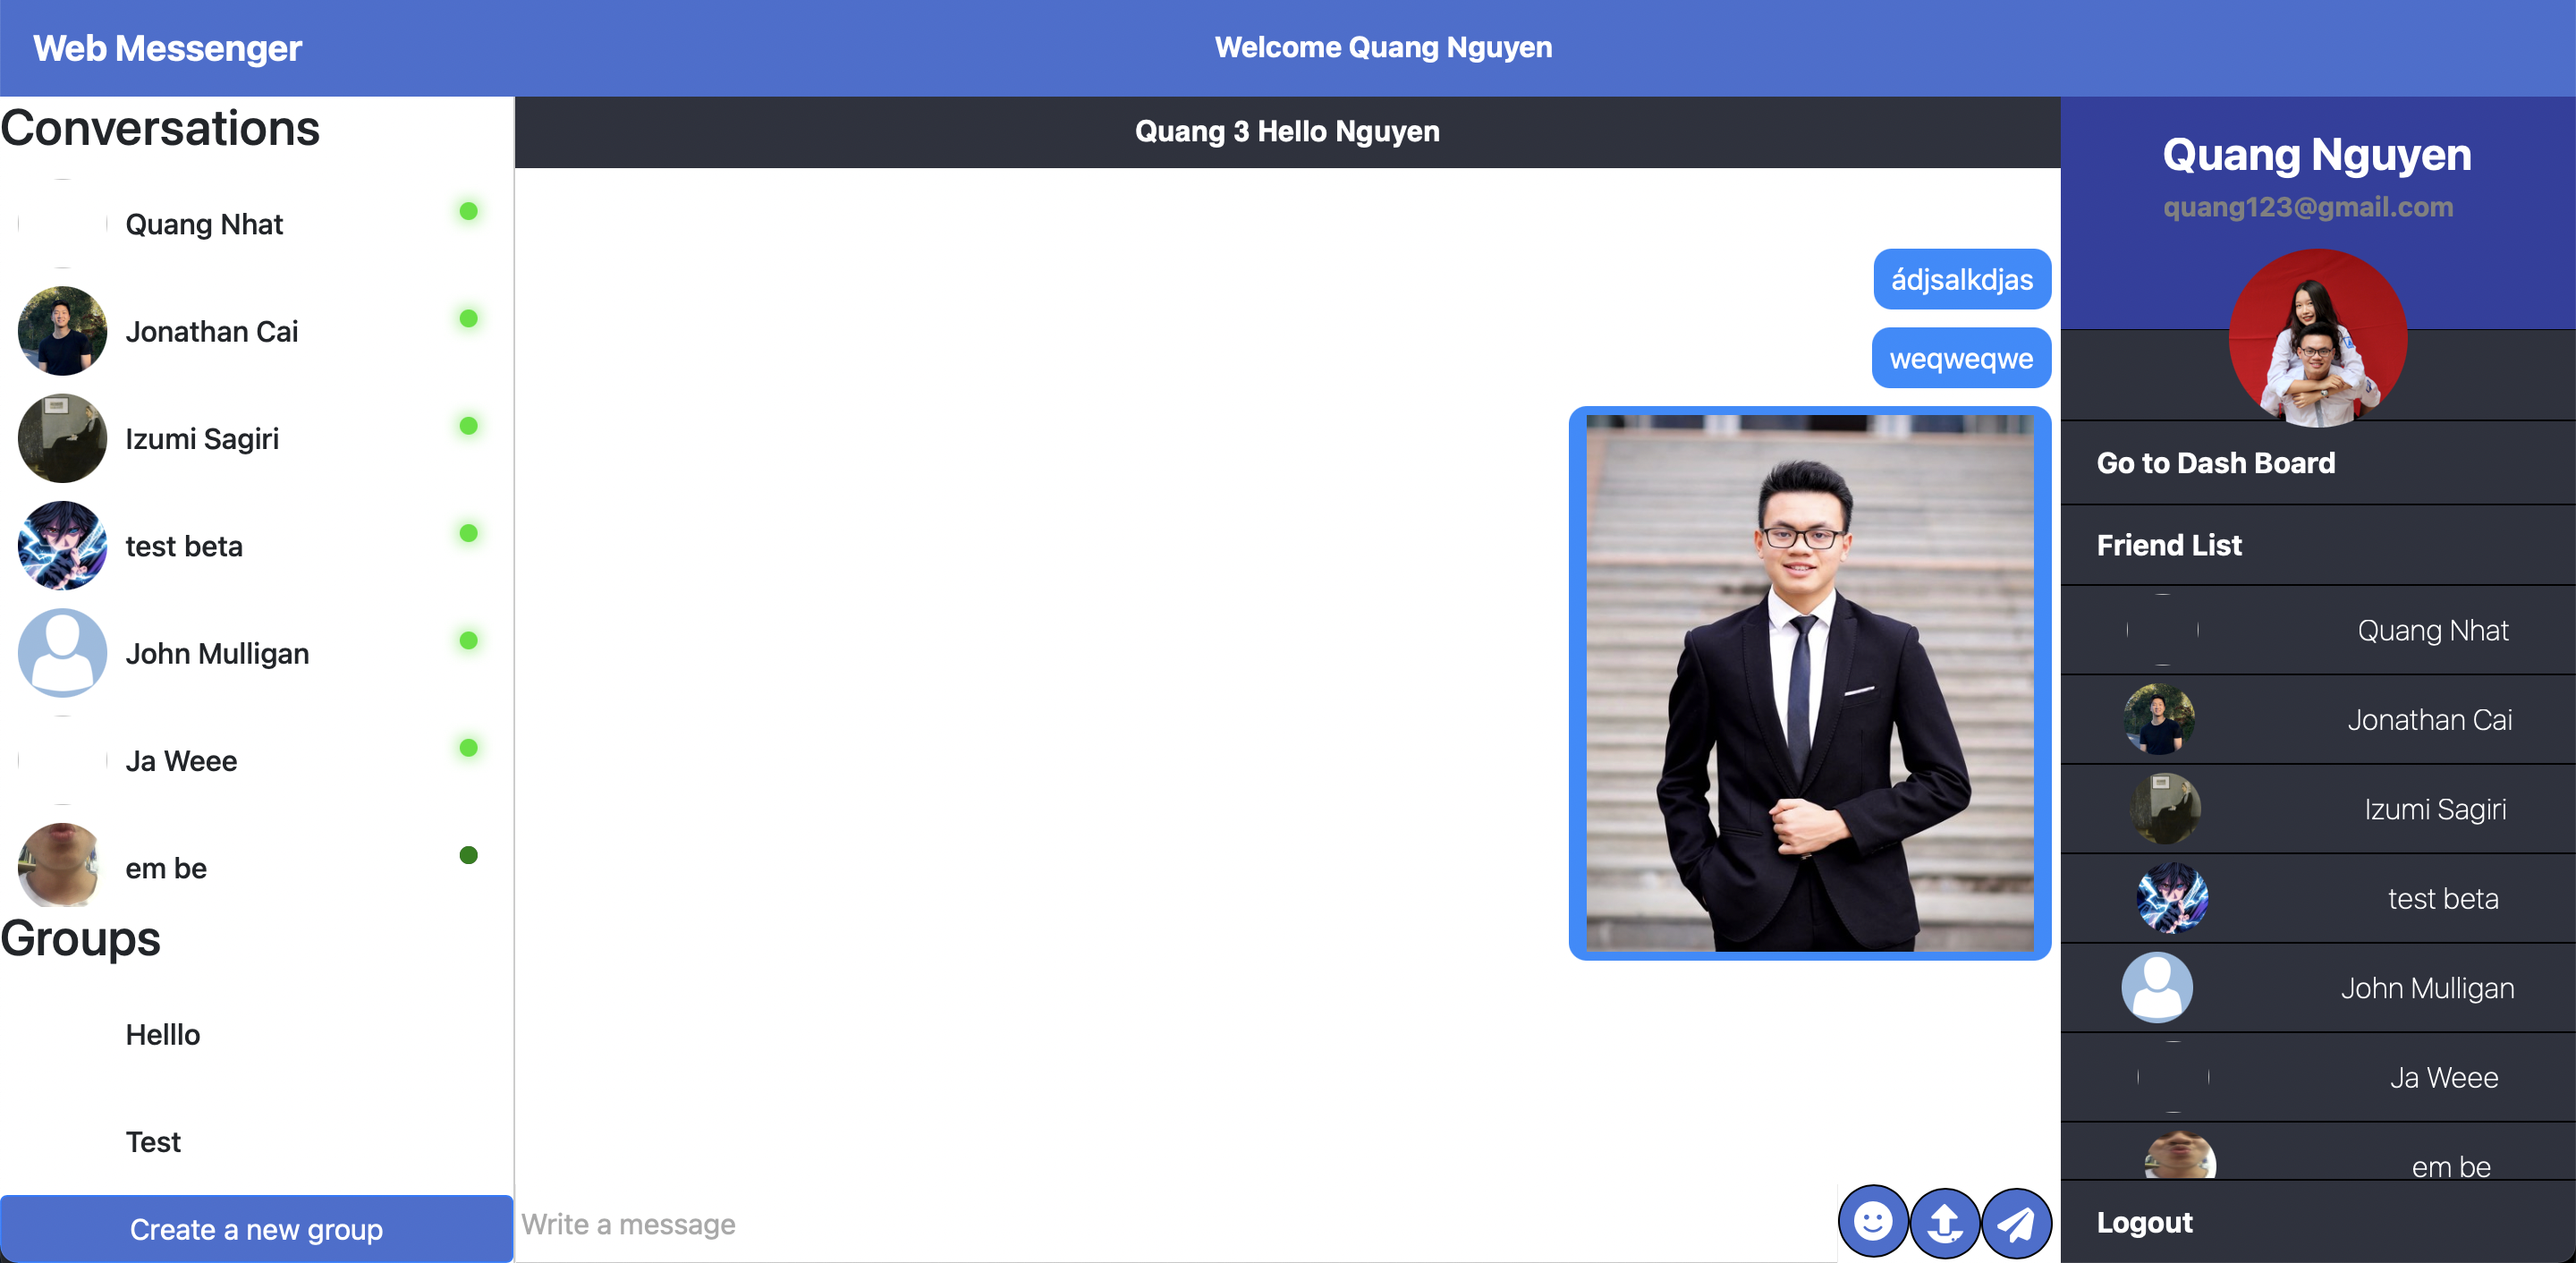 Web Messenger
Welcome Quang Nguyen
Conversations
Quang Nhat
Jonathan Cai
Izumi Sagiri
test beta
John Mulligan
Ja Weee
em be
Groups
Helllo
Test
Create a new group
Quang 3 Hello Nguyen
ádjsalkdjas
weqweqwe
Write a message
Quang Nguyen
quang123@gmail.com
Go to Dash Board
Friend List
Quang Nhat
Jonathan Cai
Izumi Sagiri
test beta
John Mulligan
Ja Weee
em be
Logout